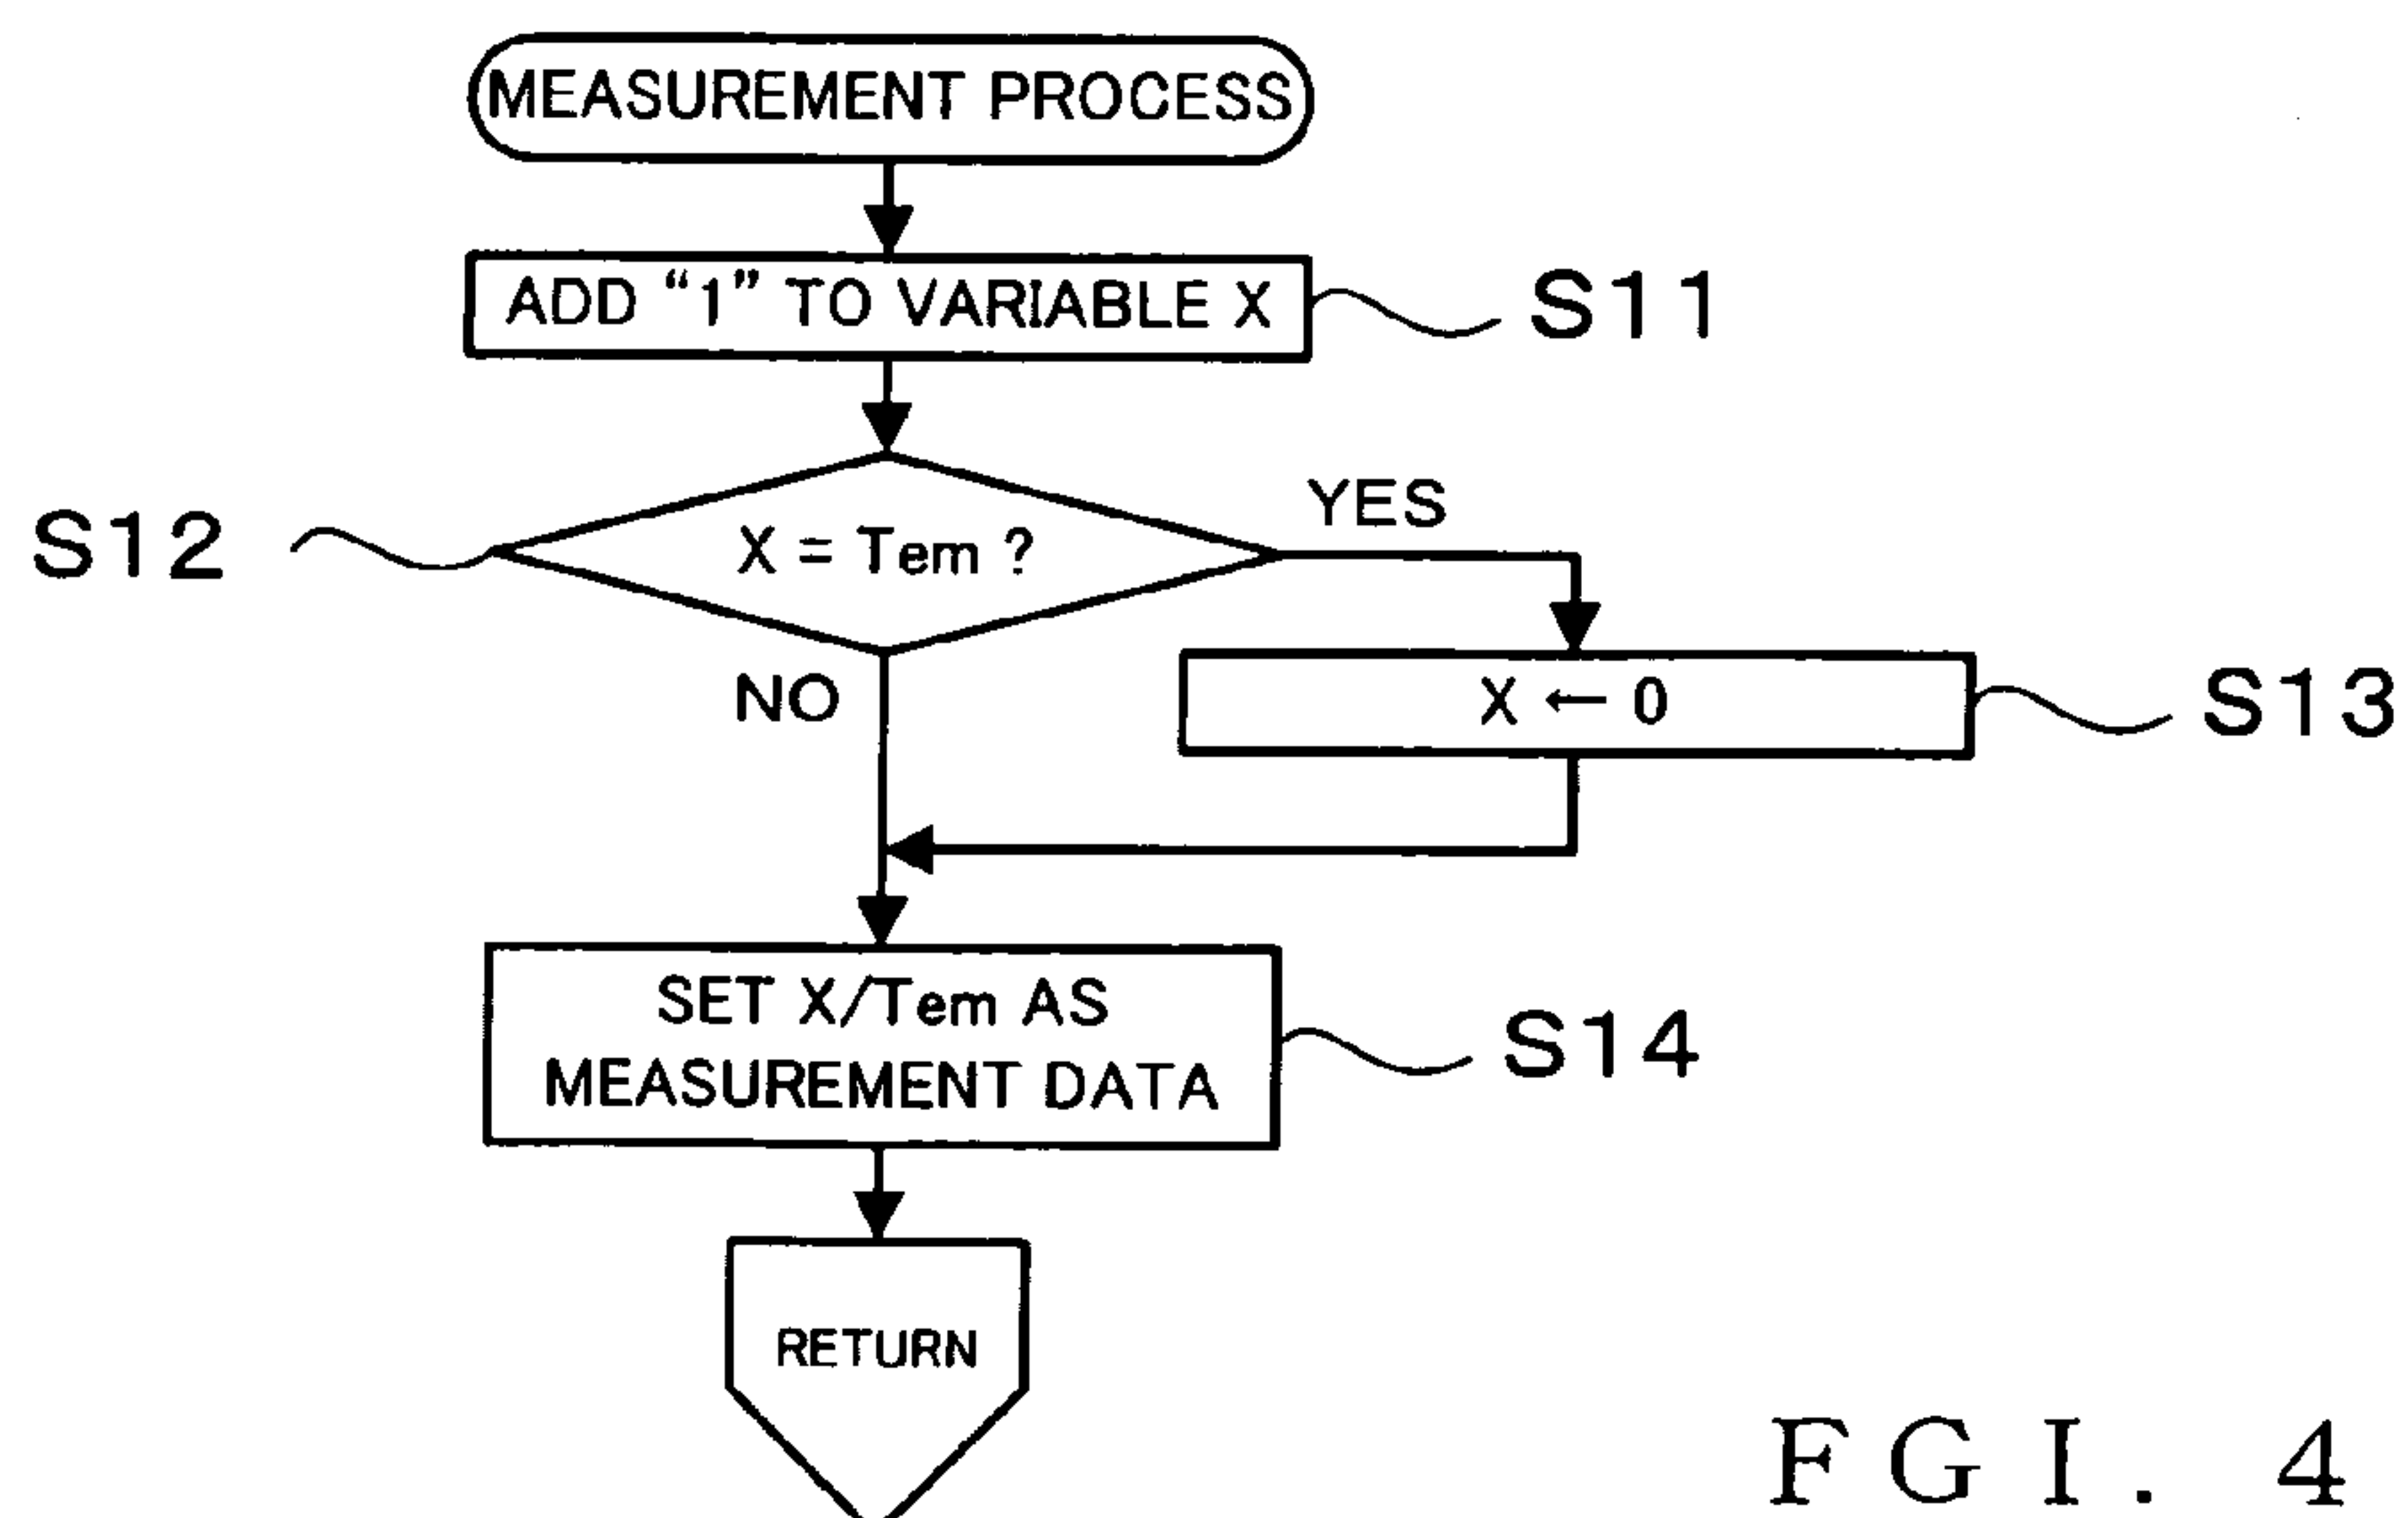 MEASUREMENT PROCESS
ADD “1” TO VARIABLE X
S11
S12
X = Tem ?
YES
NO
X ← 0
S13
SET X/Tem AS
MEASUREMENT DATA
S14
RETURN
FGI. 4